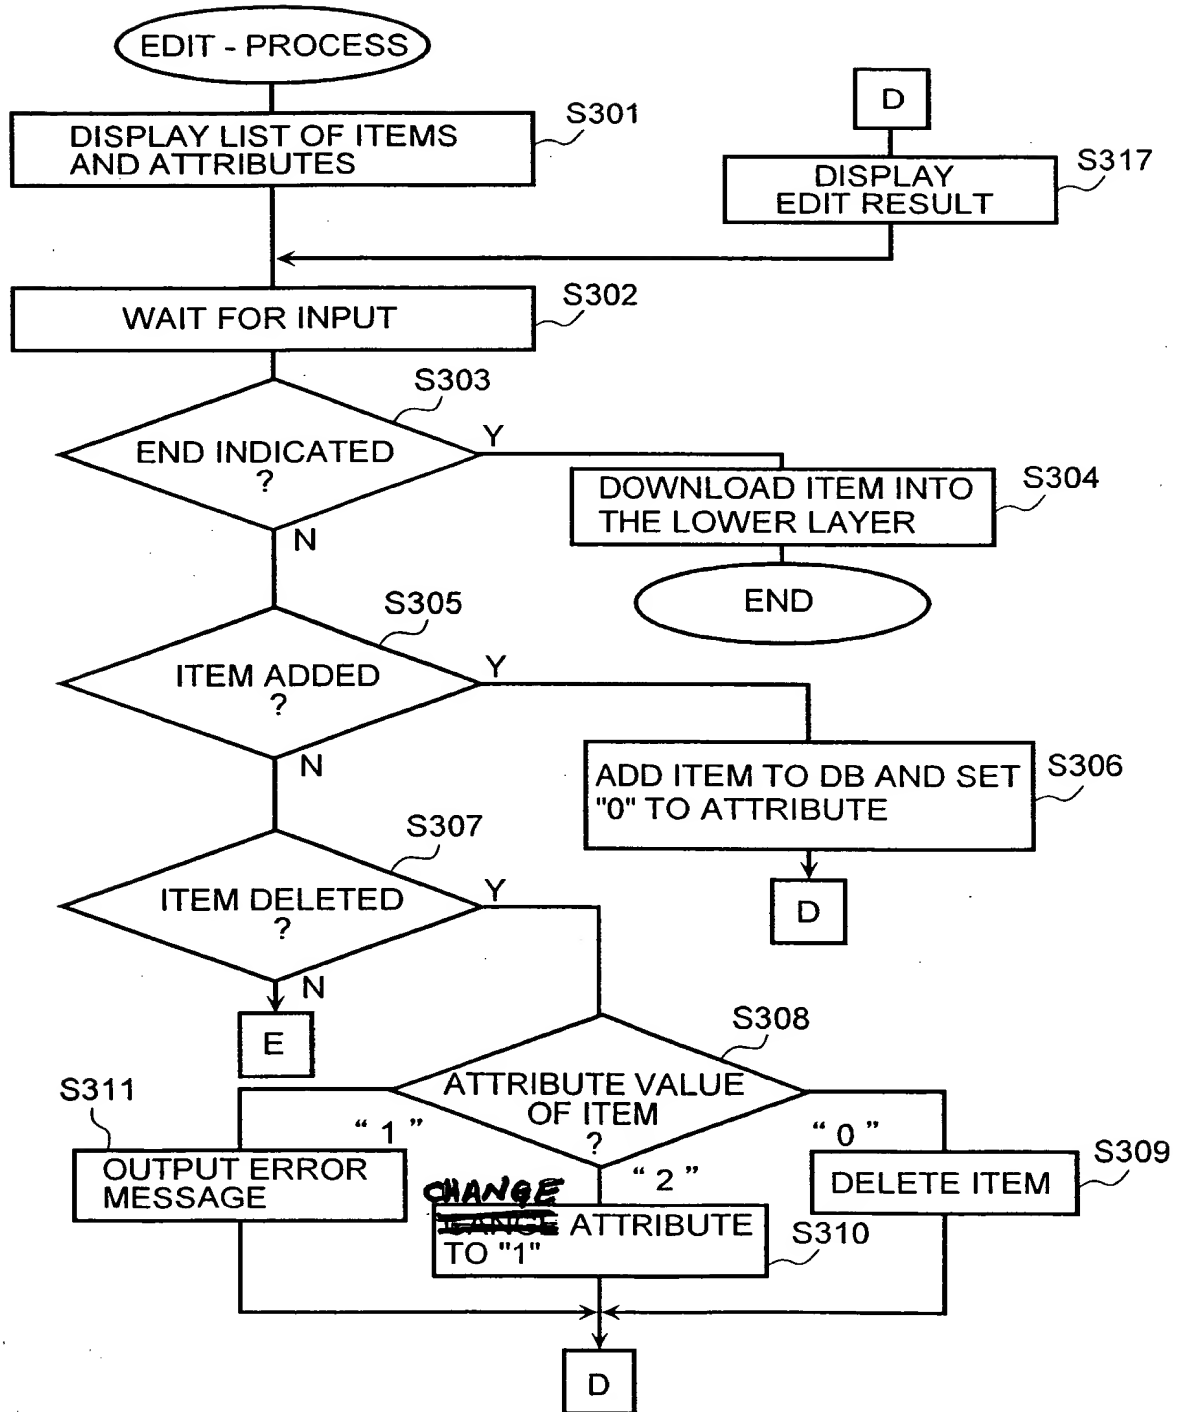 EDIT - PROCESS
DISPLAY LIST OF ITEMS
AND ATTRIBUTES
S301
D
DISPLAY
EDIT RESULT
S317
WAIT FOR INPUT
S302
S303
END INDICATED
?
Y
N
DOWNLOAD ITEM INTO
THE LOWER LAYER
S304
END
S305
ITEM ADDED
?
Y
N
ADD ITEM TO DB AND SET
"0" TO ATTRIBUTE
S306
D
S307
ITEM DELETED
?
Y
N
E
S308
ATTRIBUTE VALUE
OF ITEM
?
“ 1 ”
“ 2 ”
“ 0 ”
S311
OUTPUT ERROR
MESSAGE
CHANGE
ATTRIBUTE
TO "1"
S310
DELETE ITEM
S309
D